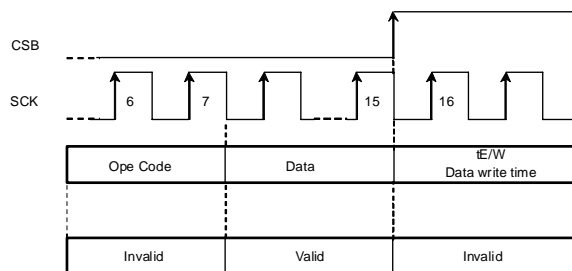 CSB
SCK
6
7
15
16
Ope Code
Data
tE/W
Data write time
Invalid
Valid
Invalid